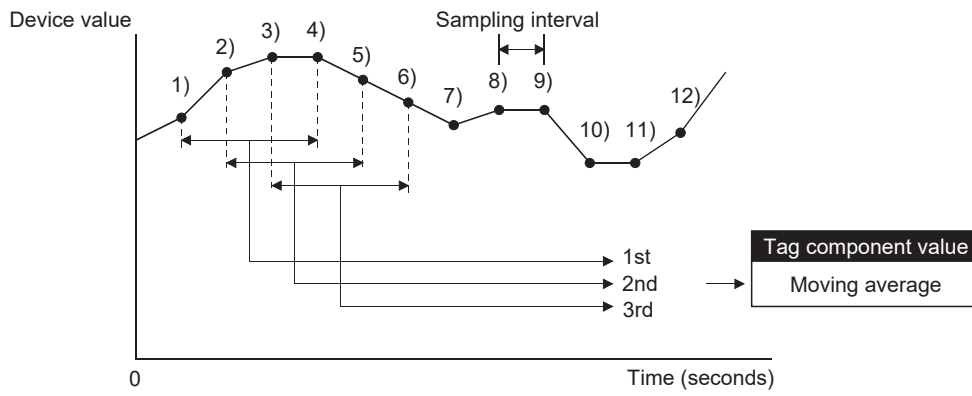 Device value
Sampling interval
1)
2)
3)
4)
5)
6)
7)
8)
9)
10)
11)
12)
1st
2nd
3rd
Tag component value
Moving average
0
Time (seconds)